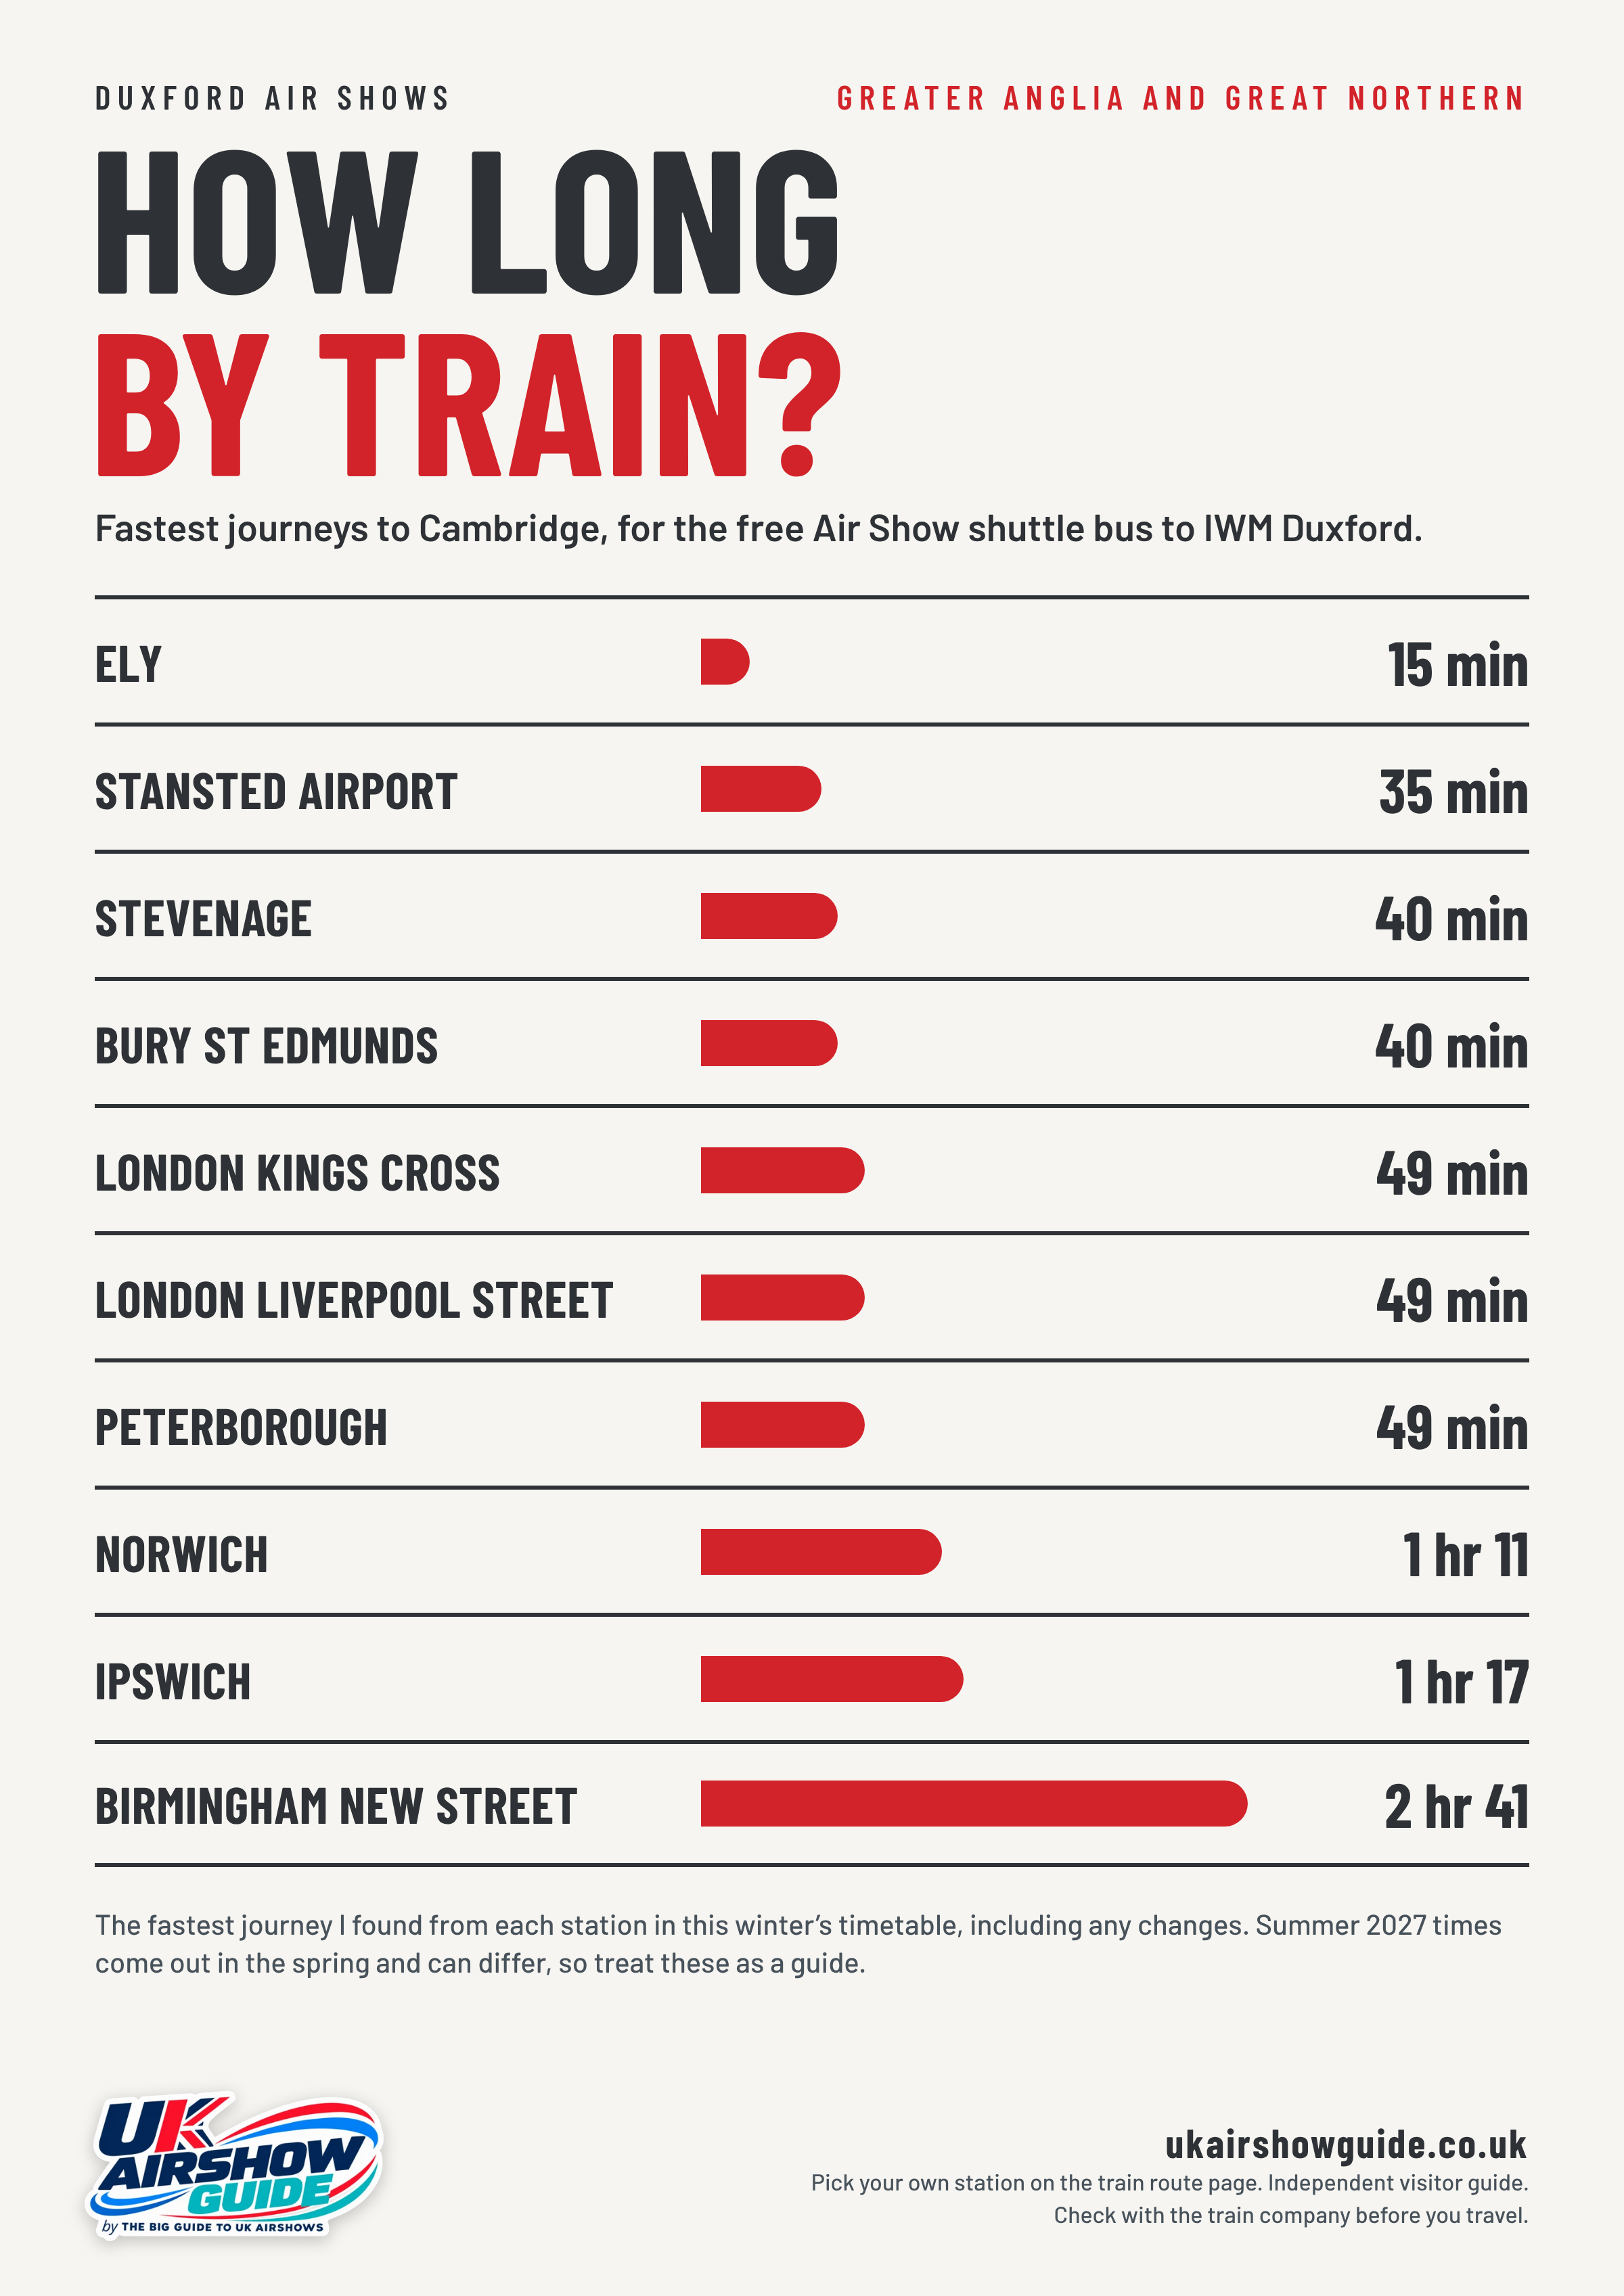 DUXFORD AIR SHOWS
GREATER ANGLIA AND GREAT NORTHERN
HOW LONG
BY TRAIN?
Fastest journeys to Cambridge, for the free Air Show shuttle bus to IWM Duxford.
ELY 15 min
STANSTED AIRPORT 35 min
STEVENAGE 40 min
BURY ST EDMUNDS 40 min
LONDON KINGS CROSS 49 min
LONDON LIVERPOOL STREET 49 min
PETERBOROUGH 49 min
NORWICH 1 hr 11
IPSWICH 1 hr 17
BIRMINGHAM NEW STREET 2 hr 41
The fastest journey I found from each station in this winter’s timetable, including any changes. Summer 2027 times
come out in the spring and can differ, so treat these as a guide.
UK
AIRSHOW
GUIDE
by THE BIG GUIDE TO UK AIRSHOWS
ukairshowguide.co.uk
Pick your own station on the train route page. Independent visitor guide.
Check with the train company before you travel.